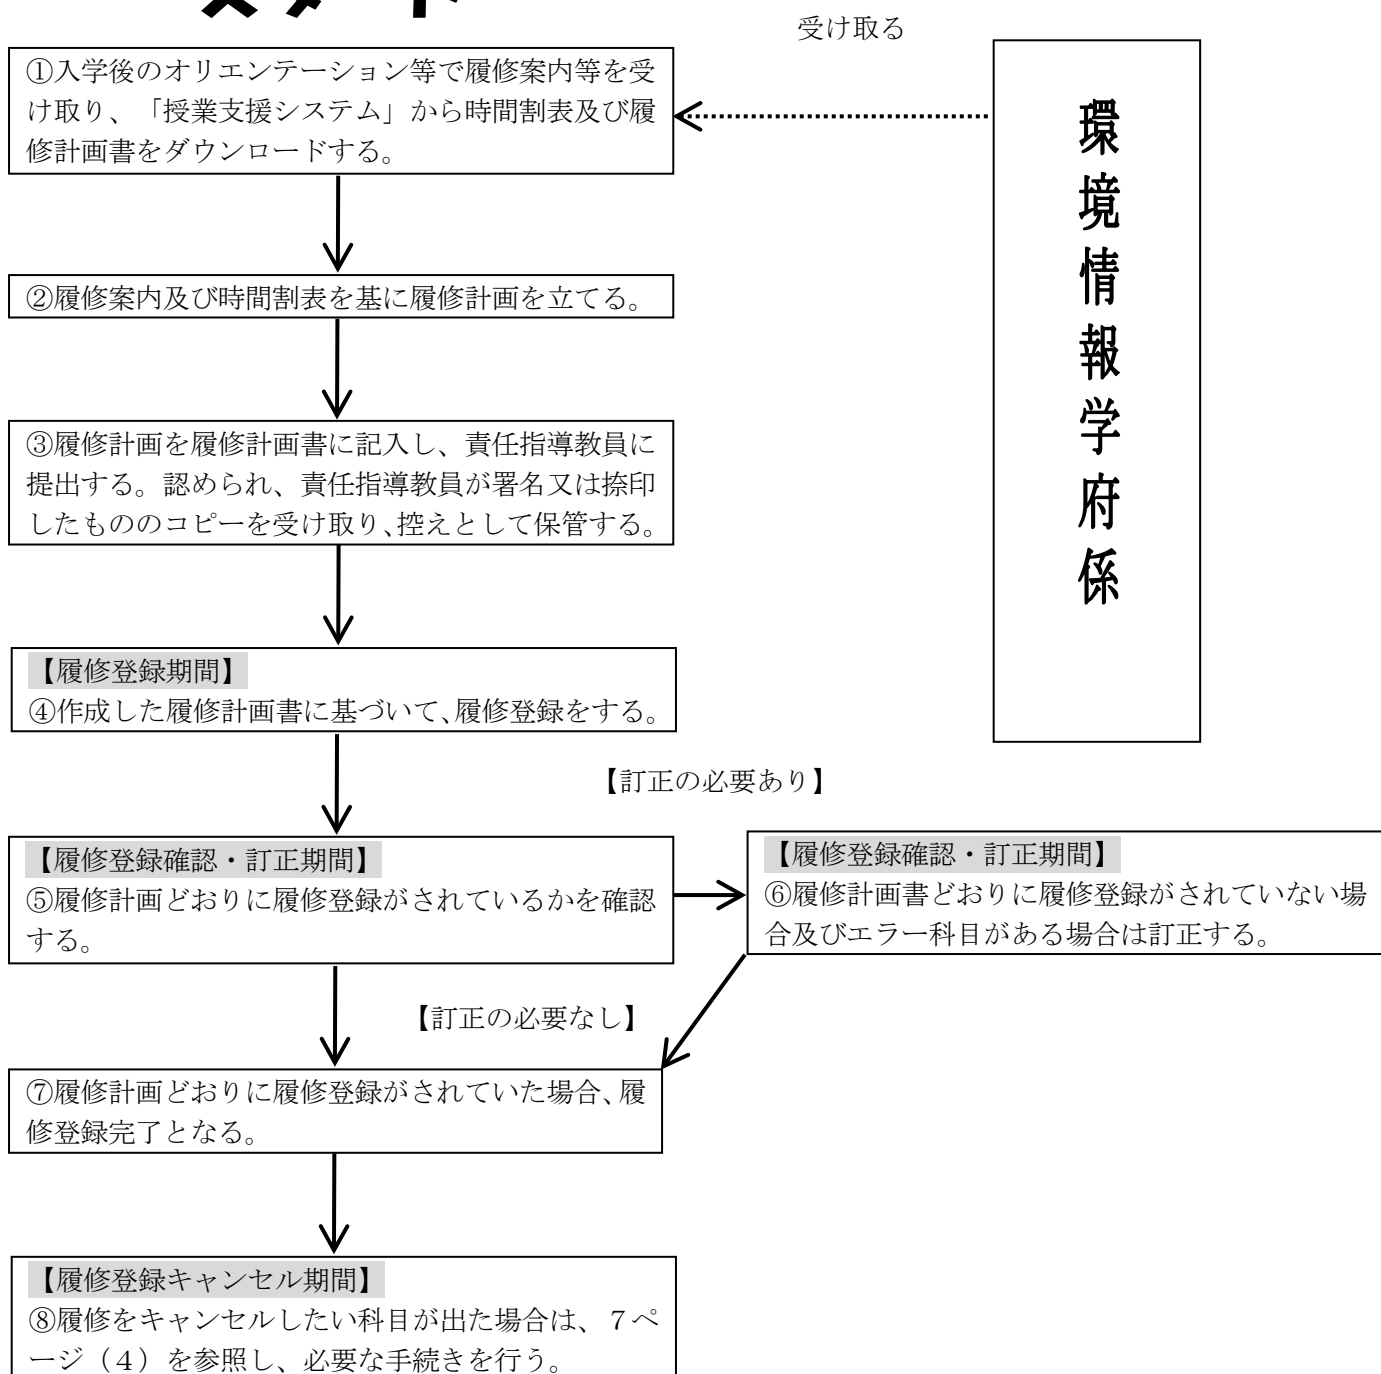 受け取る
①入学後のオリエンテーション等で履修案内等を受
け取り、「授業支援システム」から時間割表及び履
修計画書をダウンロードする。
環境情報学府係
②履修案内及び時間割表を基に履修計画を立てる。
③履修計画を履修計画書に記入し、責任指導教員に
提出する。認められ、責任指導教員が署名又は捺印
したもののコピーを受け取り、控えとして保管する。
【履修登録期間】
④作成した履修計画書に基づいて、履修登録をする。
【訂正の必要あり】
【履修登録確認・訂正期間】
⑤履修計画どおりに履修登録がされているかを確認
する。
【履修登録確認・訂正期間】
⑥履修計画書どおりに履修登録がされていない場
合及びエラー科目がある場合は訂正する。
【訂正の必要なし】
⑦履修計画どおりに履修登録がされていた場合、履
修登録完了となる。
【履修登録キャンセル期間】
⑧履修をキャンセルしたい科目が出た場合は、７ペ
ージ（４）を参照し、必要な手続きを行う。